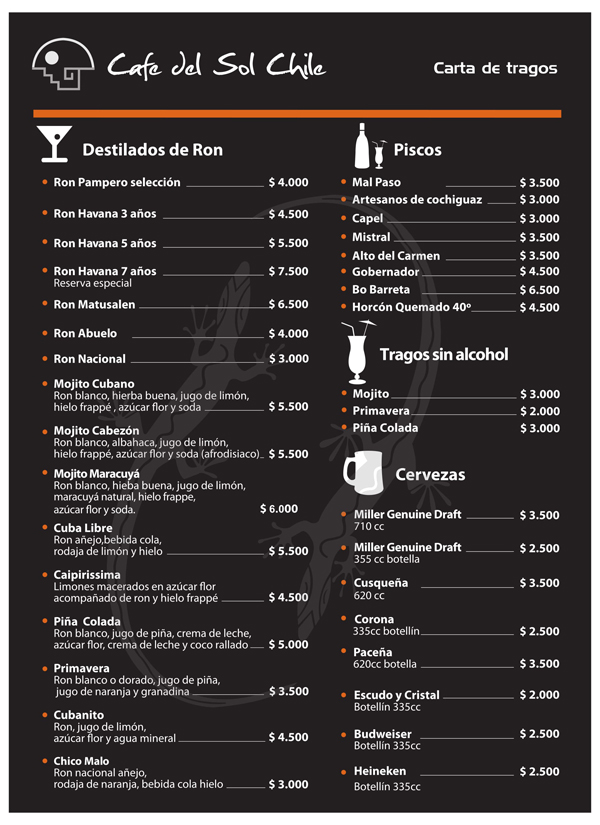 Cafe del Sol Chile
Carta de tragos
Destilados de Ron
Ron Pampero selección $ 4.000
Ron Havana 3 años $ 4.500
Ron Havana 5 años $ 5.500
Ron Havana 7 años $ 7.500
Reserva especial
Ron Matusalen $ 6.500
Ron Abuelo $ 4.000
Ron Nacional $ 3.000
Mojito Cubano
Ron blanco, hierba buena, jugo de limón,
hielo frappé , azúcar flor y soda $ 5.500
Mojito Cabezón
Ron blanco, albahaca, jugo de limón,
hielo frappé, azúcar flor y soda (afrodisiaco) $ 5.500
Mojito Maracuyá
Ron blanco, hieba buena, jugo de limón,
maracuyá natural, hielo frappe,
azúcar flor y soda. $ 6.000
Cuba Libre
Ron añejo,bebida cola,
rodaja de limón y hielo $ 5.500
Caipirissima
Limones macerados en azúcar flor
acompañado de ron y hielo frappé $ 4.500
Piña Colada
Ron blanco, jugo de piña, crema de leche,
azúcar flor, crema de leche y coco rallado $ 5.000
Primavera
Ron blanco o dorado, jugo de piña,
jugo de naranja y granadina $ 3.500
Cubanito
Ron, jugo de limón,
azúcar flor y agua mineral $ 4.500
Chico Malo
Ron nacional añejo,
rodaja de naranja, bebida cola hielo $ 3.000
Piscos
Mal Paso $ 3.500
Artesanos de cochiguaz $ 3.000
Capel $ 3.000
Mistral $ 3.500
Alto del Carmen $ 3.500
Gobernador $ 4.500
Bo Barreta $ 6.500
Horcón Quemado 40º $ 4.500
Tragos sin alcohol
Mojito $ 3.000
Primavera $ 2.000
Piña Colada $ 3.000
Cervezas
Miller Genuine Draft $ 3.500
710 cc
Miller Genuine Draft $ 2.500
355 cc botella
Cusqueña $ 3.500
620 cc
Corona
335cc botellín $ 2.500
Paceña
620cc botella $ 3.500
Escudo y Cristal $ 2.000
Botellín 335cc
Budweiser $ 2.500
Botellín 335cc
Heineken $ 2.500
Botellín 335cc